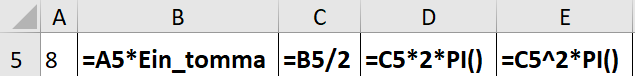 A B C D E
5 8 =A5*Ein_tomma =B5/2 =C5*2*PI() =C5^2*PI()